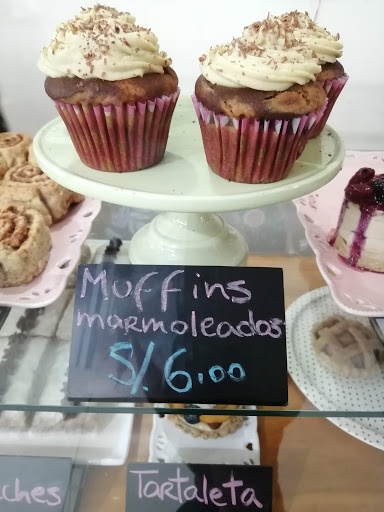 Muffins
marmoleados
S/. 6.00
ches
Tartaleta